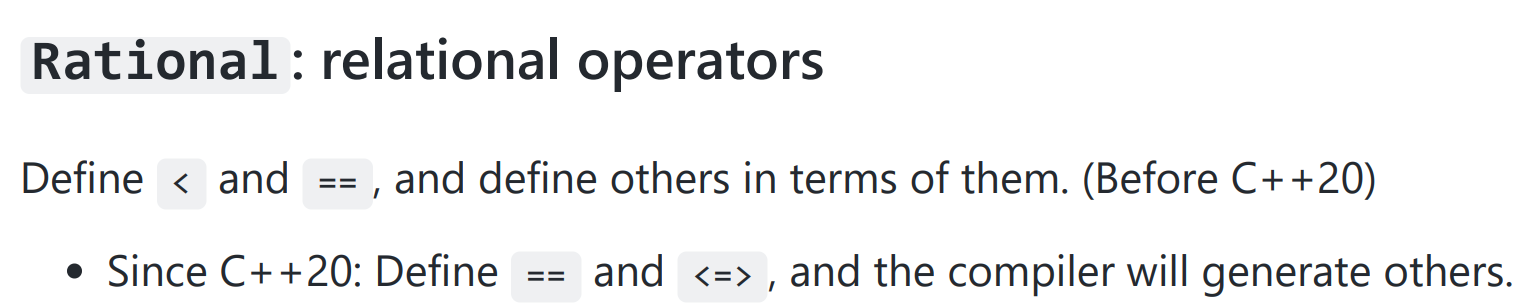 Rational: relational operators
Define < and ==, and define others in terms of them. (Before C++20)
• Since C++20: Define == and <=>, and the compiler will generate others.